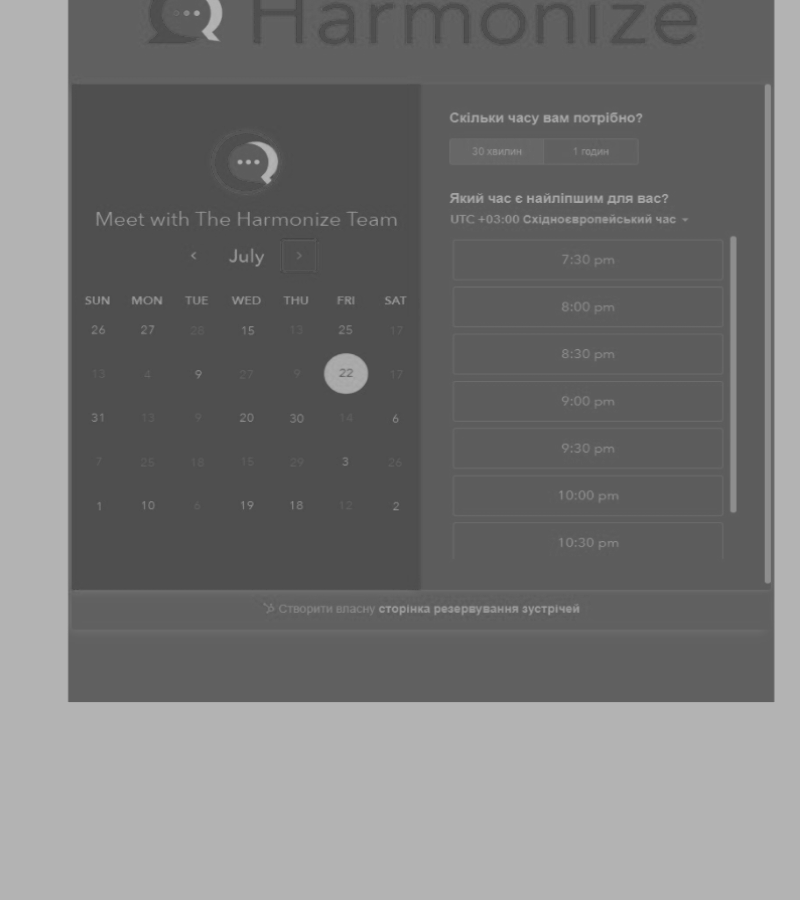 Harmonize
Meet with The Harmonize Team
July
SUN MON TUE WED THU FRI SAT
26 27 28 15 13 25 17
13 4 9 27 9 22 17
31 13 9 20 30 14 6
7 25 18 15 29 3 26
1 10 6 19 18 12 2
Скільки часу вам потрібно?
30 хвилин 1 годин
Який час є найліпшим для вас?
UTC +03:00 Східноєвропейський час
7:30 pm
8:00 pm
8:30 pm
9:00 pm
9:30 pm
10:00 pm
10:30 pm
Створити власну сторінка резервування зустрічей